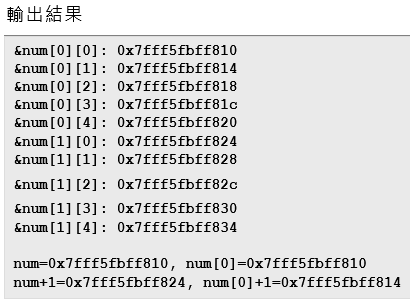 輸出結果
&num[0][0]: 0x7fff5fbff810
&num[0][1]: 0x7fff5fbff814
&num[0][2]: 0x7fff5fbff818
&num[0][3]: 0x7fff5fbff81c
&num[0][4]: 0x7fff5fbff820
&num[1][0]: 0x7fff5fbff824
&num[1][1]: 0x7fff5fbff828
&num[1][2]: 0x7fff5fbff82c
&num[1][3]: 0x7fff5fbff830
&num[1][4]: 0x7fff5fbff834
num=0x7fff5fbff810, num[0]=0x7fff5fbff810
num+1=0x7fff5fbff824, num[0]+1=0x7fff5fbff814